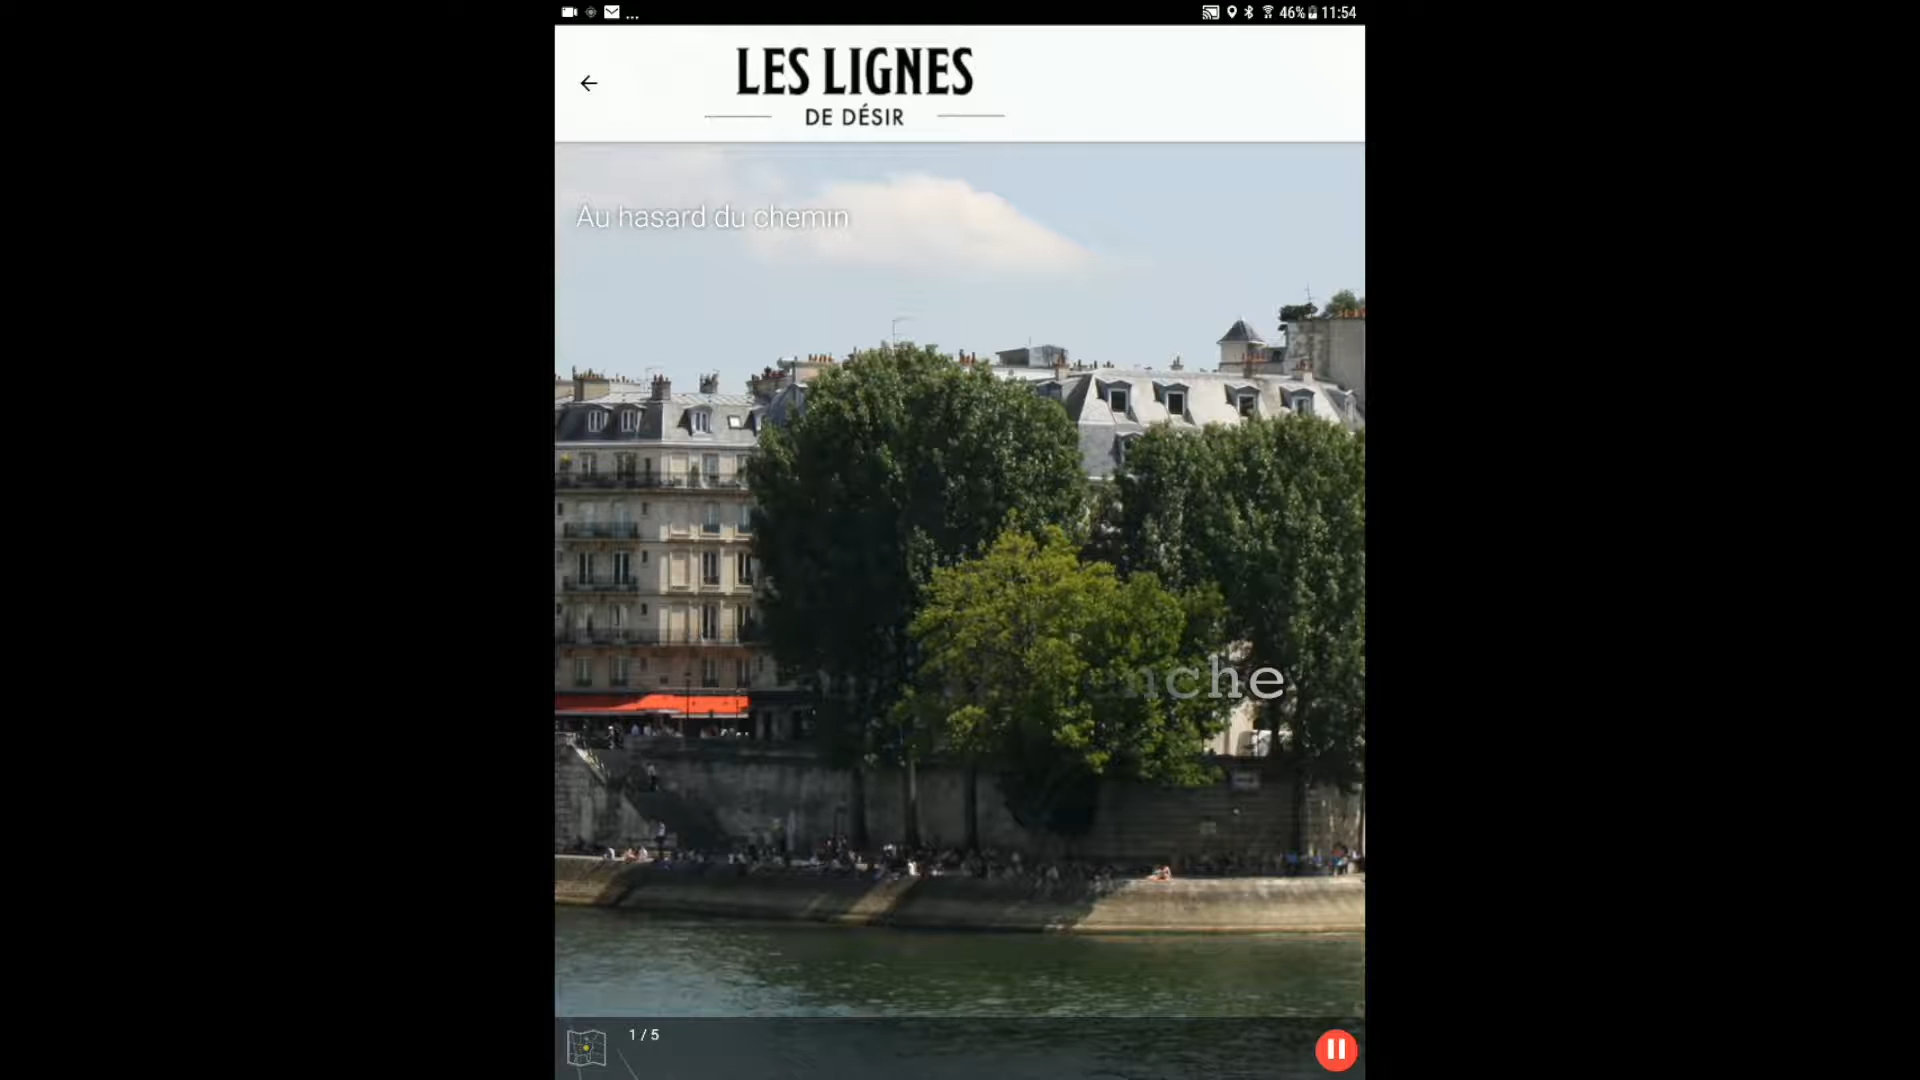 ... 46% 11:54
LES LIGNES
DE DÉSIR
Au hasard du chemin
1 / 5